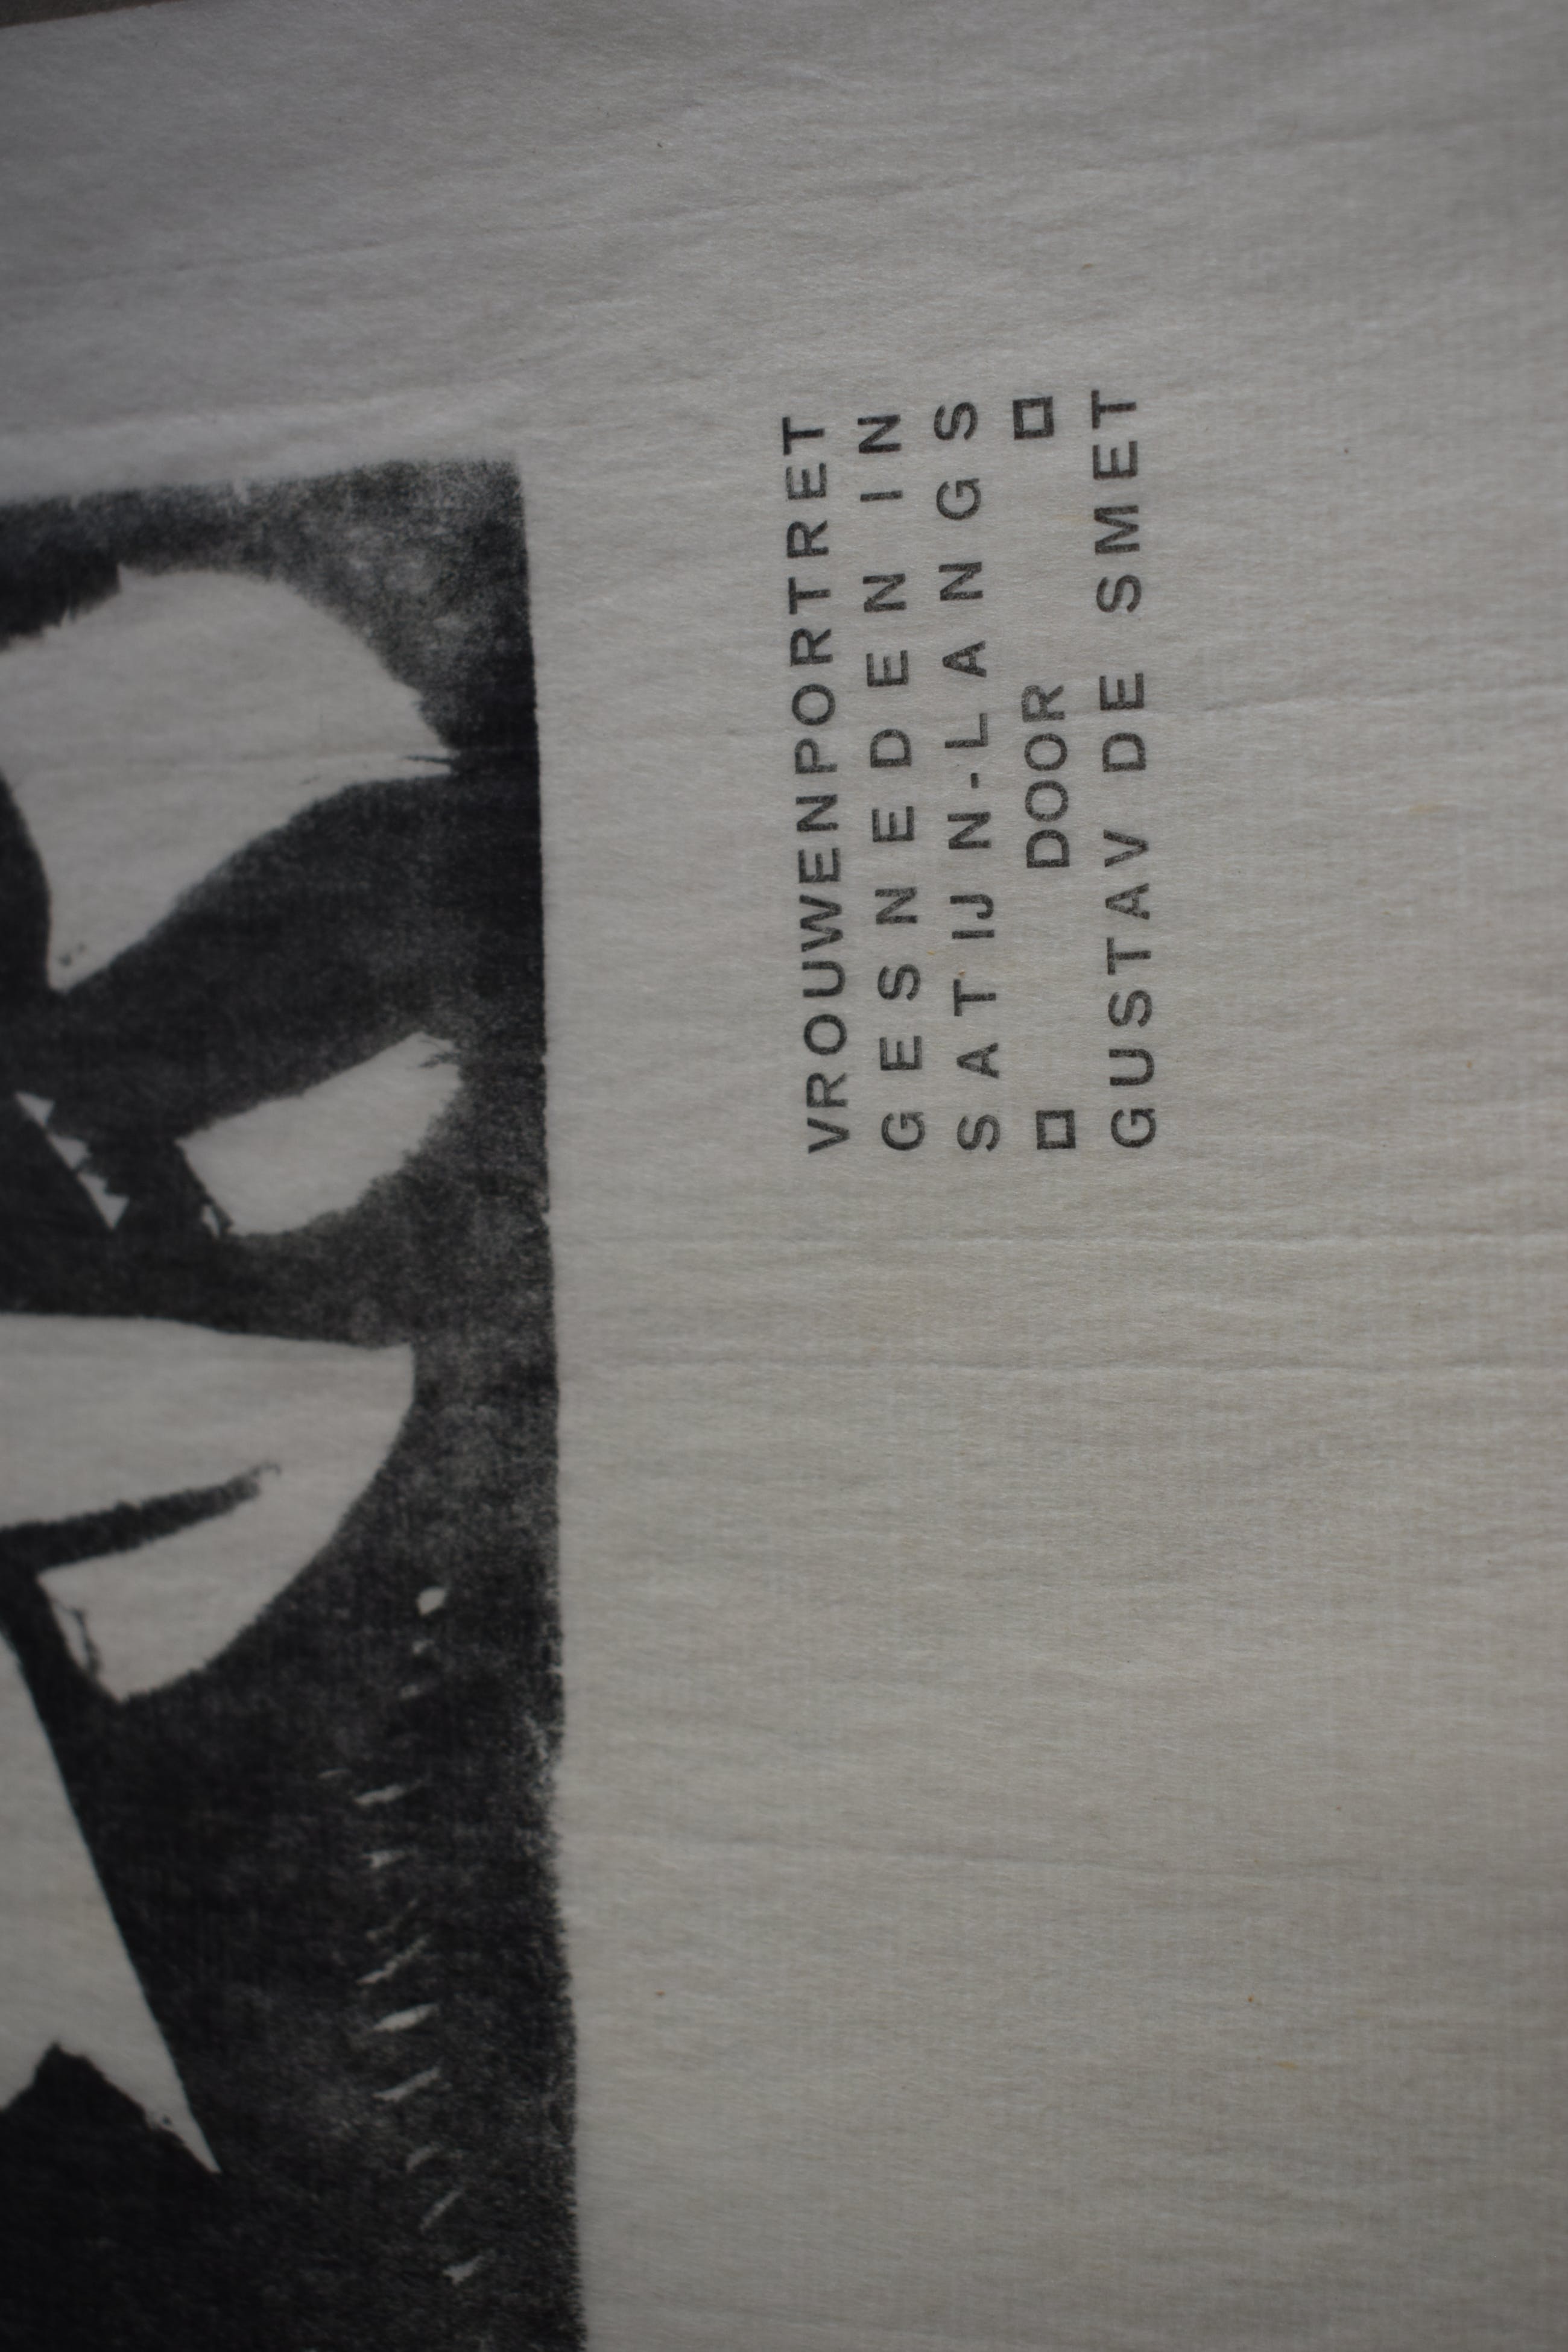 VROUWENPORTRET
GESNEDEN IN
SATIJN-LANGS
□ DOOR □
GUSTAV DE SMET